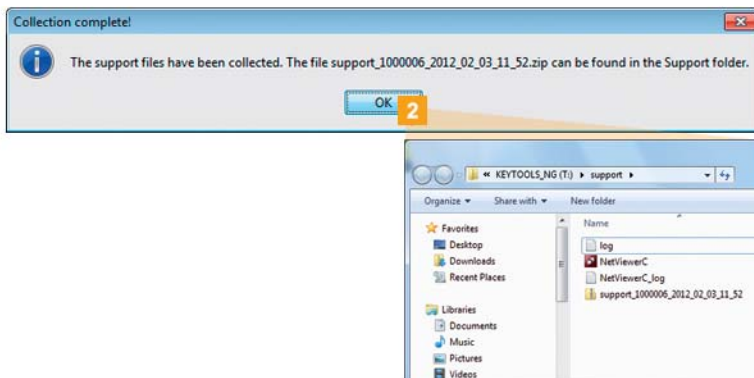 Collection complete!
The support files have been collected. The file support_1000006_2012_02_03_11_52.zip can be found in the Support folder.
OK
2
« KEYTOOLS_NG (T:) ▸ support ▸
Organize ▾ Share with ▾ New folder
Favorites
Desktop
Downloads
Recent Places
Libraries
Documents
Music
Pictures
Videos
Name
log
NetViewerC
NetViewerC_log
support_1000006_2012_02_03_11_52